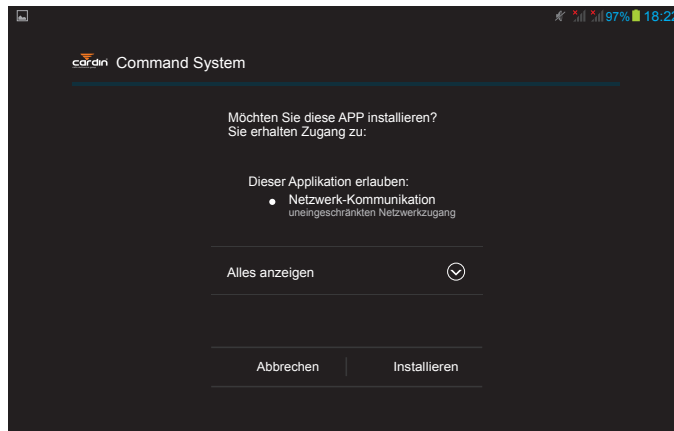 97% 18:22
cardin Command System
Möchten Sie diese APP installieren?
Sie erhalten Zugang zu:
Dieser Applikation erlauben:
● Netzwerk-Kommunikation
uneingeschränkten Netzwerkzugang
Alles anzeigen
Abbrechen Installieren